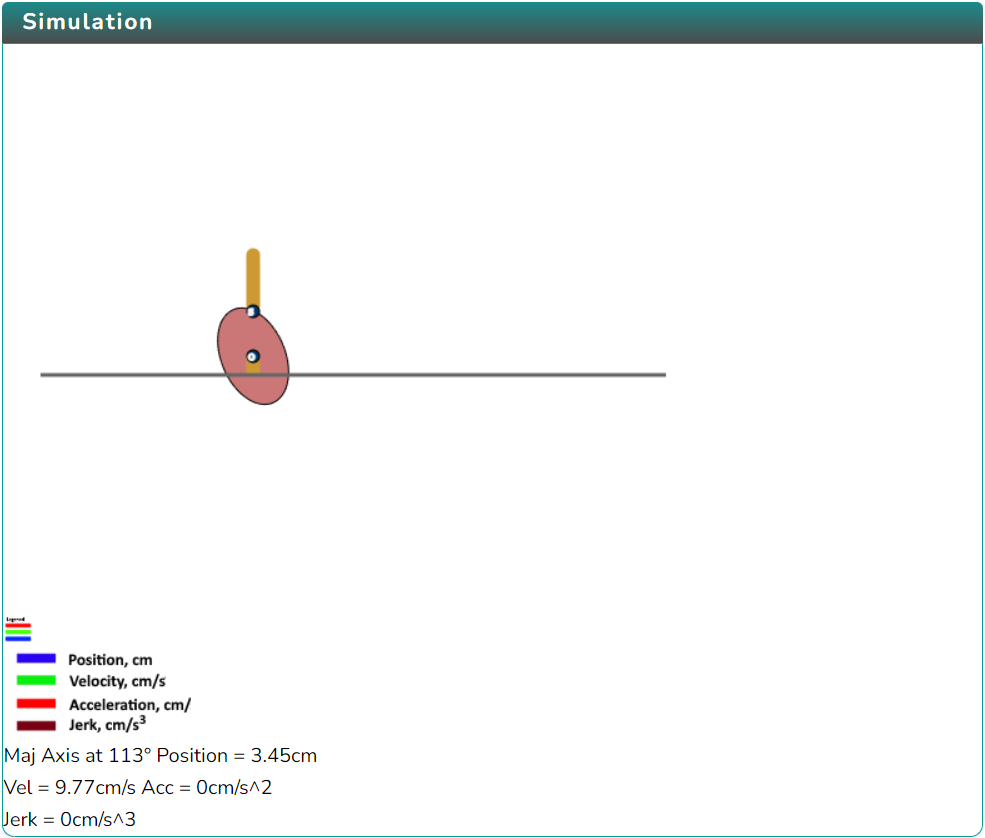 Simulation
Legend
Position, cm
Velocity, cm/s
Acceleration, cm/
Jerk, cm/s³
Maj Axis at 113° Position = 3.45cm
Vel = 9.77cm/s Acc = 0cm/s^2
Jerk = 0cm/s^3